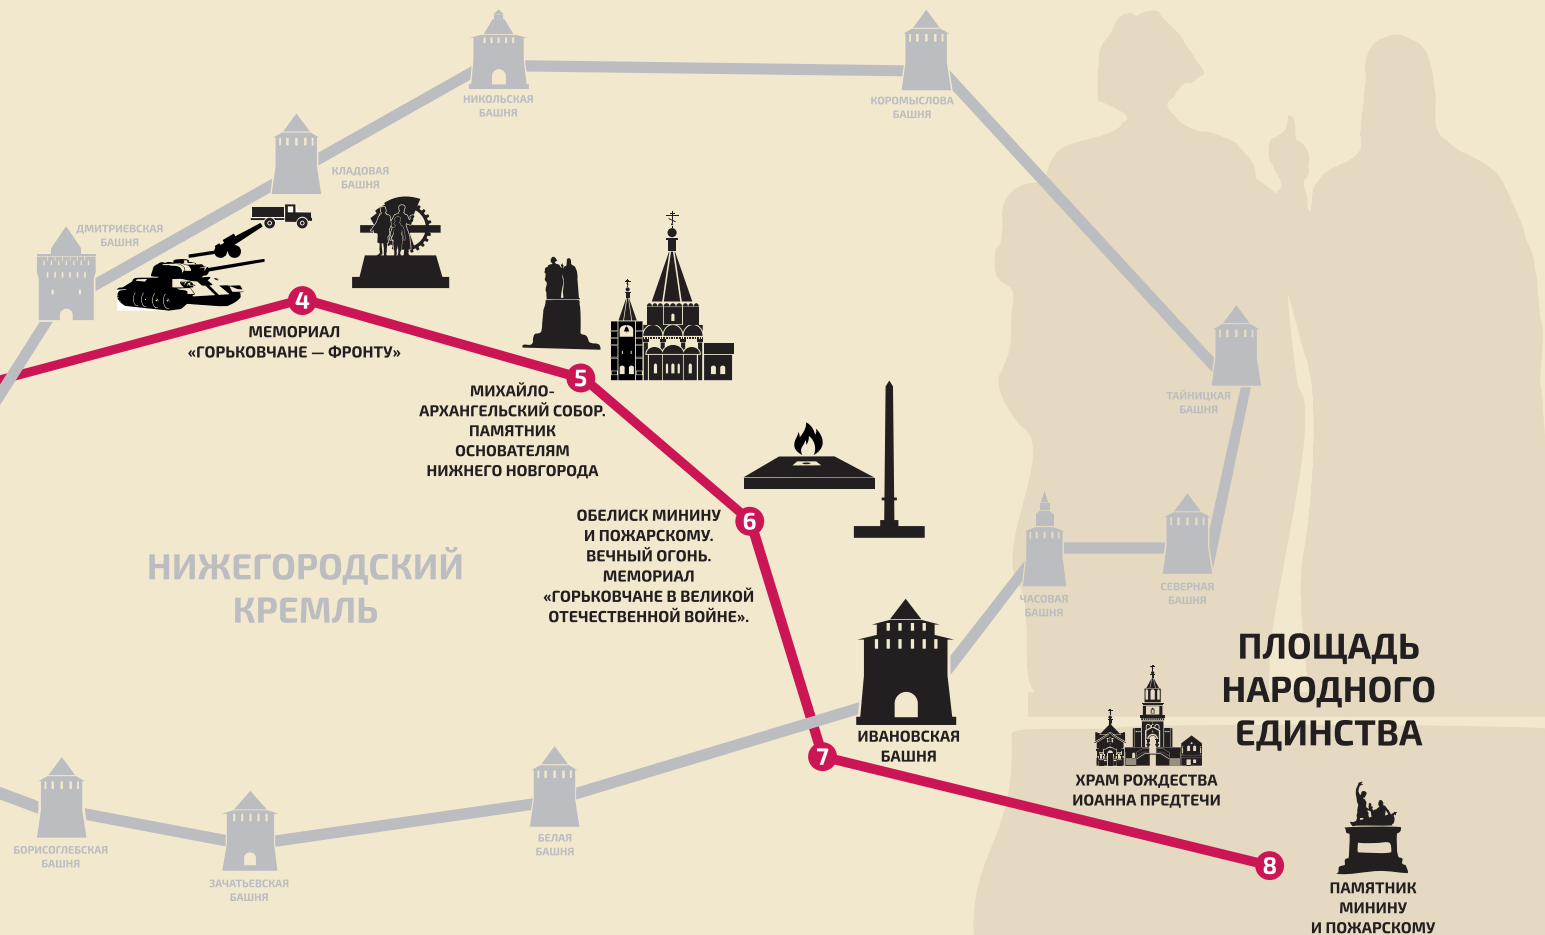 НИКОЛЬСКАЯ
БАШНЯ
КОРОМЫСЛОВА
БАШНЯ
КЛАДОВАЯ
БАШНЯ
ДМИТРИЕВСКАЯ
БАШНЯ
4
МЕМОРИАЛ
«ГОРЬКОВЧАНЕ — ФРОНТУ»
5
МИХАЙЛО-
АРХАНГЕЛЬСКИЙ СОБОР.
ПАМЯТНИК
ОСНОВАТЕЛЯМ
НИЖНЕГО НОВГОРОДА
ТАЙНИЦКАЯ
БАШНЯ
6
ОБЕЛИСК МИНИНУ
И ПОЖАРСКОМУ.
ВЕЧНЫЙ ОГОНЬ.
МЕМОРИАЛ
«ГОРЬКОВЧАНЕ В ВЕЛИКОЙ
ОТЕЧЕСТВЕННОЙ ВОЙНЕ».
НИЖЕГОРОДСКИЙ
КРЕМЛЬ
ЧАСОВАЯ
БАШНЯ
СЕВЕРНАЯ
БАШНЯ
ПЛОЩАДЬ
НАРОДНОГО
ЕДИНСТВА
ИВАНОВСКАЯ
БАШНЯ
7
ХРАМ РОЖДЕСТВА
ИОАННА ПРЕДТЕЧИ
БОРИСОГЛЕБСКАЯ
БАШНЯ
ЗАЧАТЬЕВСКАЯ
БАШНЯ
БЕЛАЯ
БАШНЯ
8
ПАМЯТНИК
МИНИНУ
И ПОЖАРСКОМУ